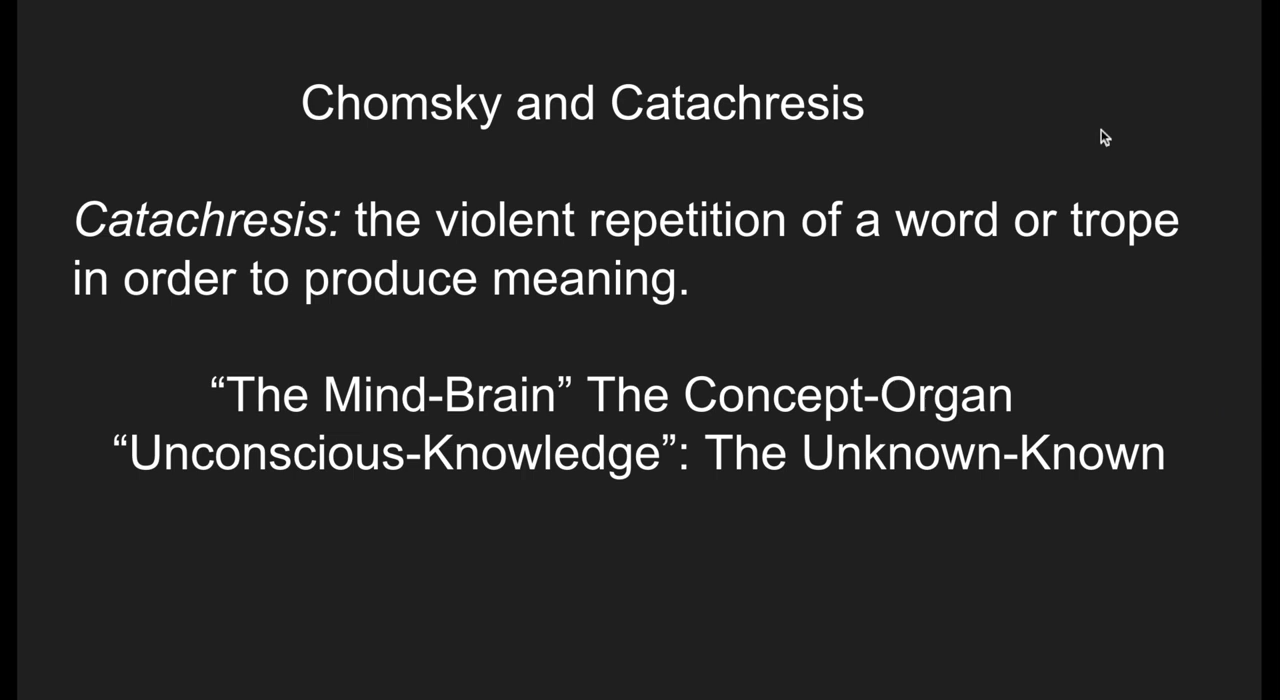 Chomsky and Catachresis
Catachresis: the violent repetition of a word or trope
in order to produce meaning.
“The Mind-Brain” The Concept-Organ
“Unconscious-Knowledge”: The Unknown-Known